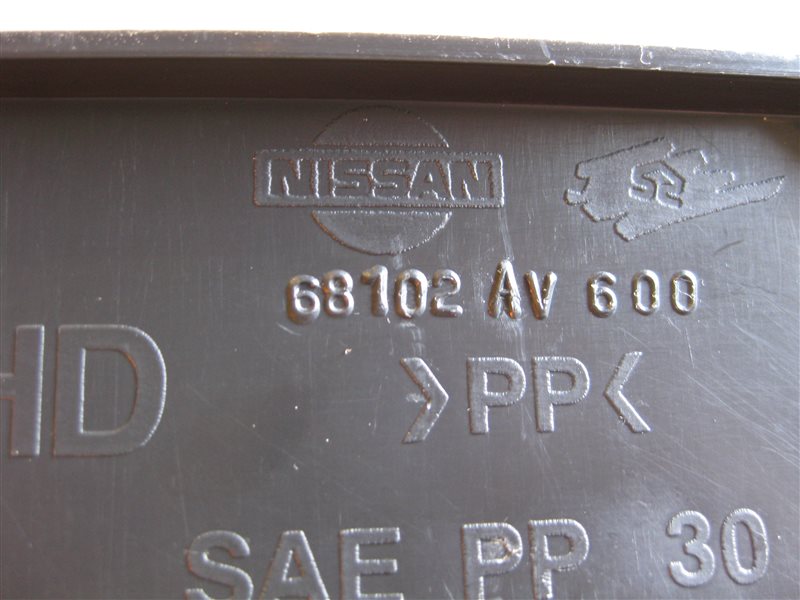 NISSAN
68102 AV 600
HD
>PP<
SAE PP 30